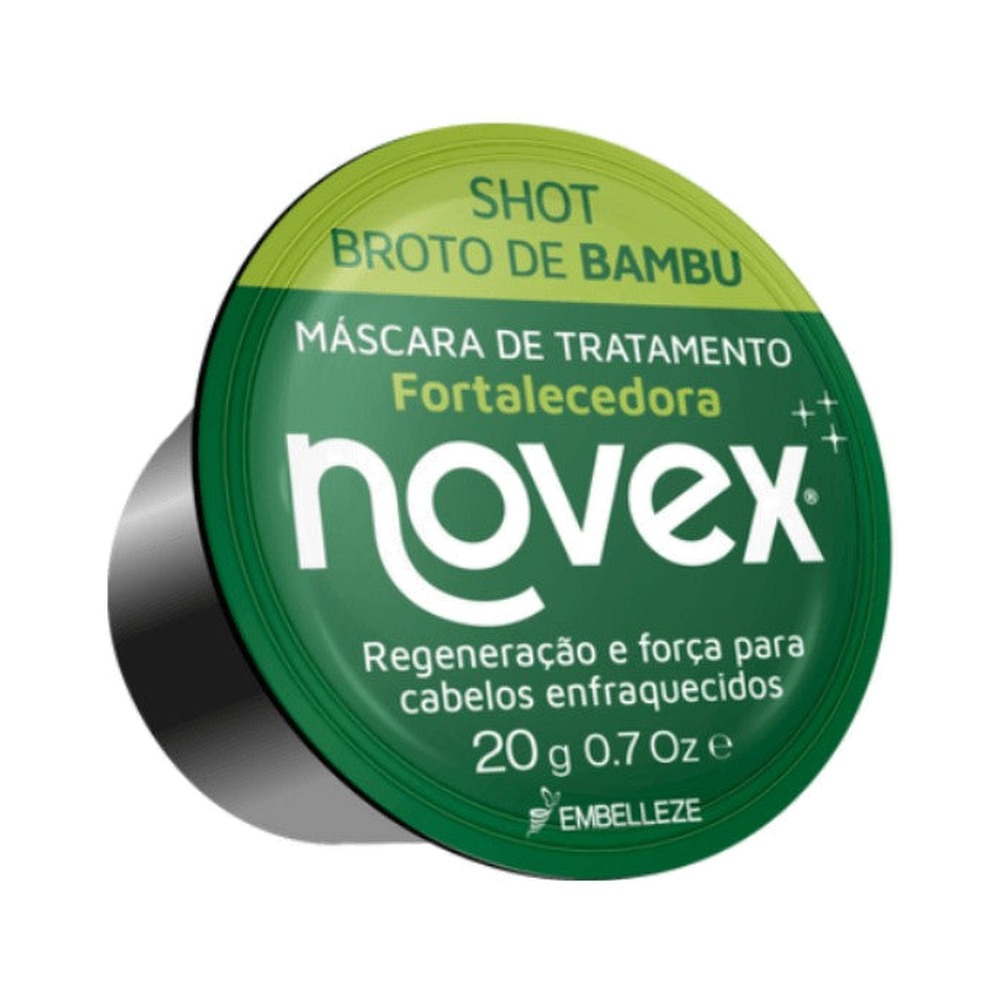 SHOT
BROTO DE BAMBU
MÁSCARA DE TRATAMENTO
Fortalecedora
novex®
Regeneração e força para
cabelos enfraquecidos
20 g 0.7 Oz ℮
EMBELLEZE